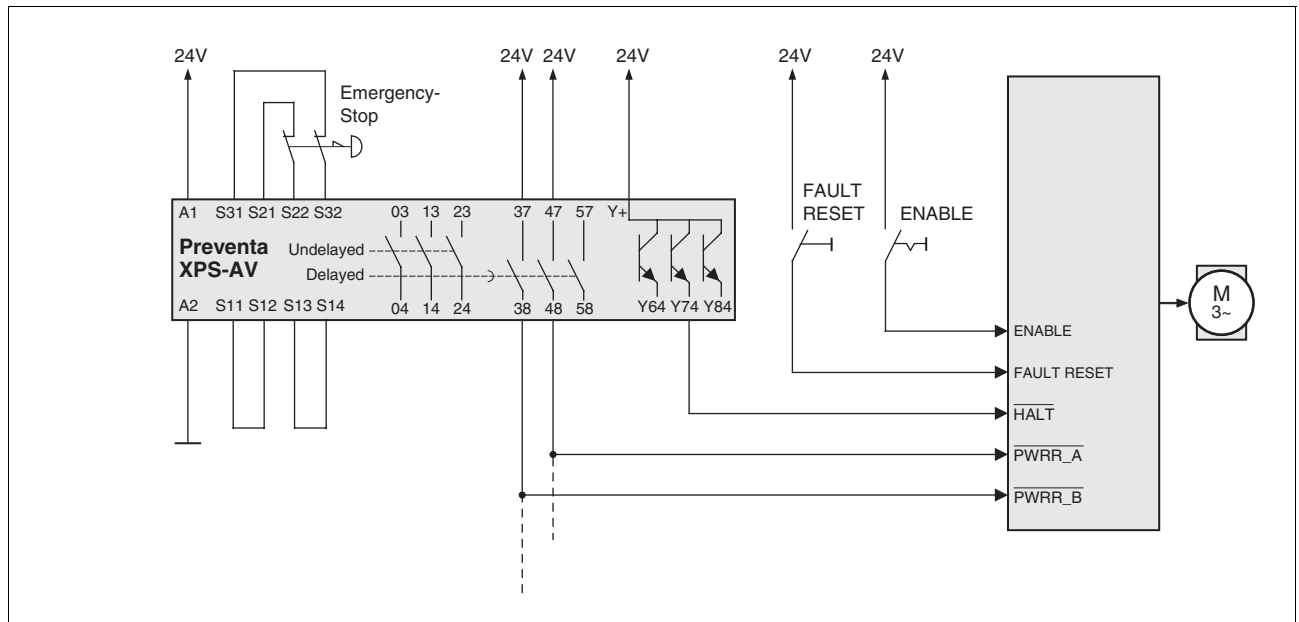 24V 24V 24V 24V 24V 24V
Emergency-
Stop
FAULT
RESET
ENABLE
A1 S31 S21 S22 S32 03 13 23 37 47 57 Y+
Preventa
XPS-AV
Undelayed
Delayed
A2 S11 S12 S13 S14 04 14 24 38 48 58 Y64 Y74 Y84
M
3~
ENABLE
FAULT RESET
HALT
PWRR_A
PWRR_B